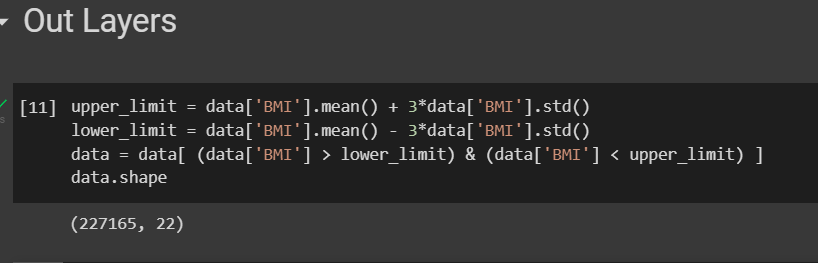 Out Layers
[11] upper_limit = data['BMI'].mean() + 3*data['BMI'].std()
lower_limit = data['BMI'].mean() - 3*data['BMI'].std()
data = data[ (data['BMI'] > lower_limit) & (data['BMI'] < upper_limit) ]
data.shape
(227165, 22)